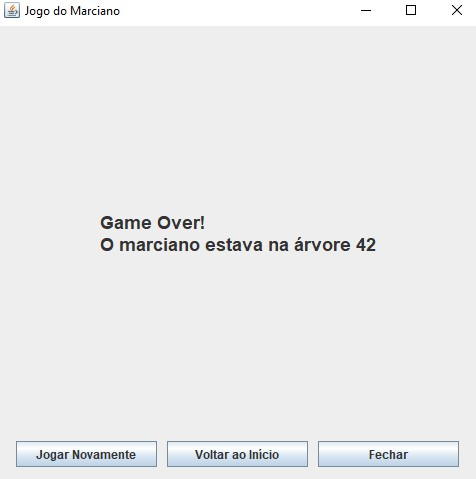 Jogo do Marciano
Game Over!
O marciano estava na árvore 42
Jogar Novamente
Voltar ao Início
Fechar